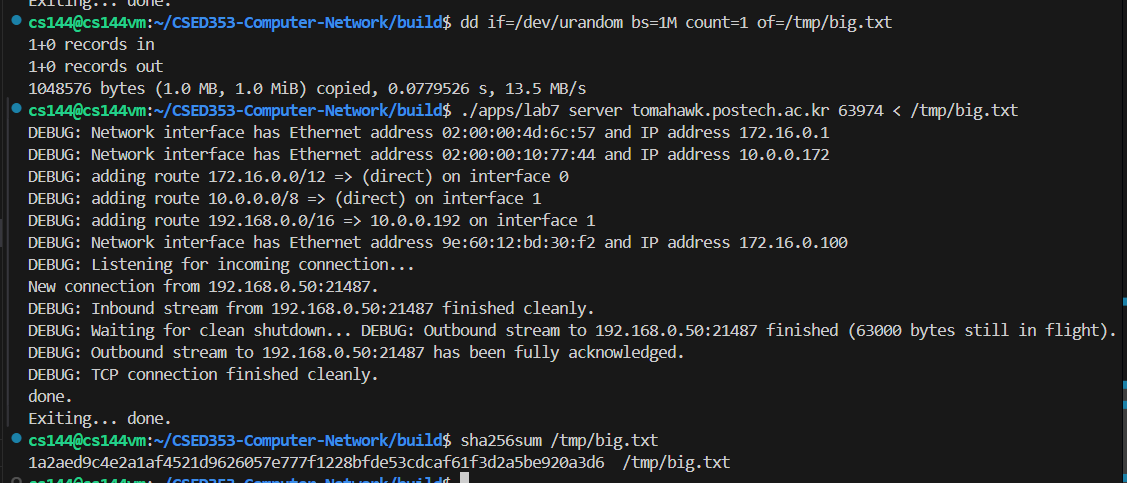 Exiting... done.
cs144@cs144vm:~/CSED353-Computer-Network/build$ dd if=/dev/urandom bs=1M count=1 of=/tmp/big.txt
1+0 records in
1+0 records out
1048576 bytes (1.0 MB, 1.0 MiB) copied, 0.0779526 s, 13.5 MB/s
cs144@cs144vm:~/CSED353-Computer-Network/build$ ./apps/lab7 server tomahawk.postech.ac.kr 63974 < /tmp/big.txt
DEBUG: Network interface has Ethernet address 02:00:00:4d:6c:57 and IP address 172.16.0.1
DEBUG: Network interface has Ethernet address 02:00:00:10:77:44 and IP address 10.0.0.172
DEBUG: adding route 172.16.0.0/12 => (direct) on interface 0
DEBUG: adding route 10.0.0.0/8 => (direct) on interface 1
DEBUG: adding route 192.168.0.0/16 => 10.0.0.192 on interface 1
DEBUG: Network interface has Ethernet address 9e:60:12:bd:30:f2 and IP address 172.16.0.100
DEBUG: Listening for incoming connection...
New connection from 192.168.0.50:21487.
DEBUG: Inbound stream from 192.168.0.50:21487 finished cleanly.
DEBUG: Waiting for clean shutdown... DEBUG: Outbound stream to 192.168.0.50:21487 finished (63000 bytes still in flight).
DEBUG: Outbound stream to 192.168.0.50:21487 has been fully acknowledged.
DEBUG: TCP connection finished cleanly.
done.
Exiting... done.
cs144@cs144vm:~/CSED353-Computer-Network/build$ sha256sum /tmp/big.txt
1a2aed9c4e2a1af4521d9626057e777f1228bfde53cdcaf61f3d2a5be920a3d6  /tmp/big.txt
cs144@cs144vm:~/CSED353-Computer-Network/build$